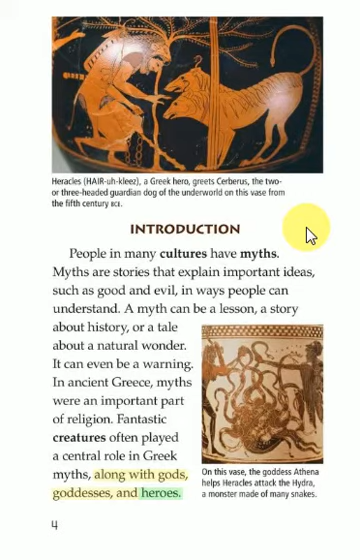 Heracles (HAIR-uh-kleez), a Greek hero, greets Cerberus, the two-
or three-headed guardian dog of the underworld on this vase from
the fifth century BCE.
INTRODUCTION
People in many cultures have myths.
Myths are stories that explain important ideas,
such as good and evil, in ways people can
understand. A myth can be a lesson, a story
about history, or a tale
about a natural wonder.
It can even be a warning.
In ancient Greece, myths
were an important part
of religion. Fantastic
creatures often played
a central role in Greek
myths, along with gods,
goddesses, and heroes.
On this vase, the goddess Athena
helps Heracles attack the Hydra,
a monster made of many snakes.
4